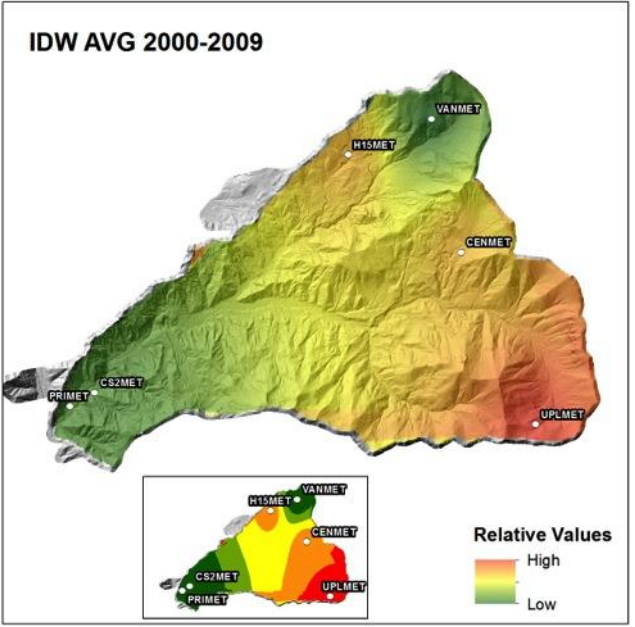 IDW AVG 2000-2009
VANMET
H15MET
CENMET
CS2MET
PRIMET
UPLMET
VANMET
H15MET
CENMET
CS2MET
UPLMET
PRIMET
Relative Values
High
Low